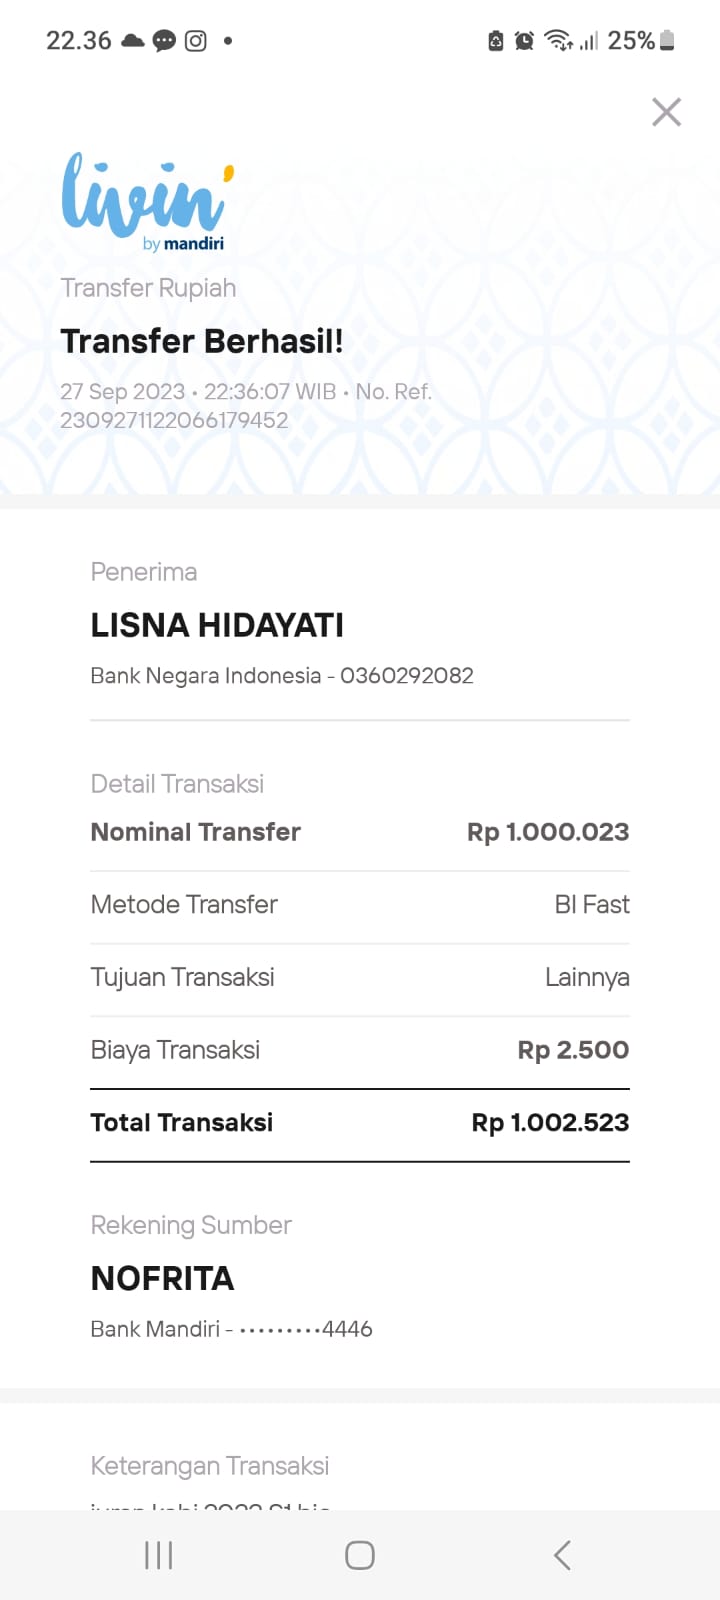 22.36
25%
livin'
by mandiri
Transfer Rupiah
Transfer Berhasil!
27 Sep 2023 • 22:36:07 WIB • No. Ref.
2309271122066179452
Penerima
LISNA HIDAYATI
Bank Negara Indonesia - 0360292082
Detail Transaksi
Nominal Transfer Rp 1.000.023
Metode Transfer BI Fast
Tujuan Transaksi Lainnya
Biaya Transaksi Rp 2.500
Total Transaksi Rp 1.002.523
Rekening Sumber
NOFRITA
Bank Mandiri - •••••••••4446
Keterangan Transaksi